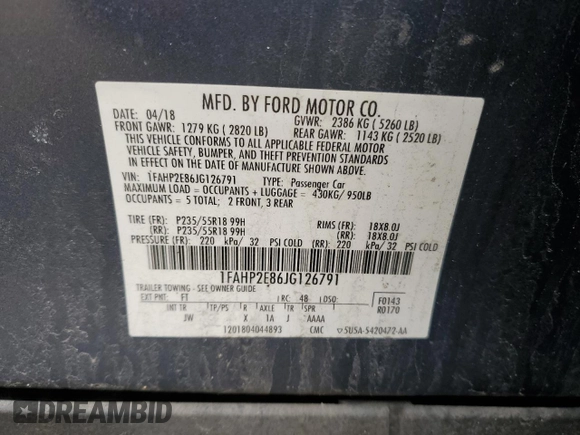 MFD. BY FORD MOTOR CO.
DATE: 04/18 GVWR: 2386 KG ( 5260 LB)
FRONT GAWR: 1279 KG ( 2820 LB) REAR GAWR: 1143 KG ( 2520 LB)
THIS VEHICLE CONFORMS TO ALL APPLICABLE FEDERAL MOTOR
VEHICLE SAFETY, BUMPER, AND THEFT PREVENTION STANDARDS
IN EFFECT ON THE DATE OF MANUFACTURE SHOWN ABOVE.
VIN: 1FAHP2E86JG126791 TYPE: Passenger Car
MAXIMUM LOAD = OCCUPANTS + LUGGAGE = 430KG/ 950LB
OCCUPANTS = 5 TOTAL; 2 FRONT, 3 REAR
TIRE (FR): P235/55R18 99H RIMS (FR): 18X8.0J
(RR): P235/55R18 99H (RR): 18X8.0J
PRESSURE (FR): 220 kPa/ 32 PSI COLD (RR): 220 kPa/ 32 PSI COLD
1FAHP2E86JG126791
TRAILER TOWING - SEE OWNER GUIDE
EXT PNT: FT RC: 48 DSO: F0143
INT TR TP/PS R AXLE TR SPR R0170
JW X 1A J AAAA
1201804044893 CMC 5U5A-5420472-AA
DREAMBID